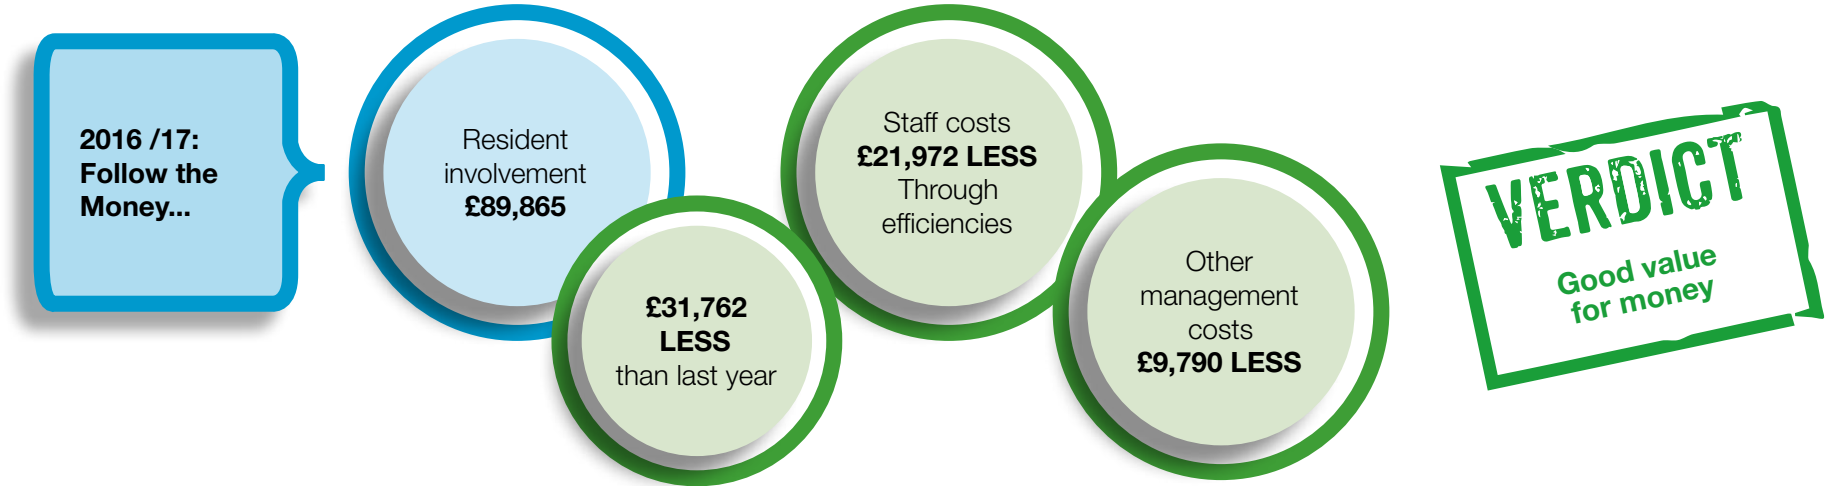 2016 /17:
Follow the
Money...
Resident
involvement
£89,865
£31,762
LESS
than last year
Staff costs
£21,972 LESS
Through
efficiencies
Other
management
costs
£9,790 LESS
VERDICT
Good value
for money